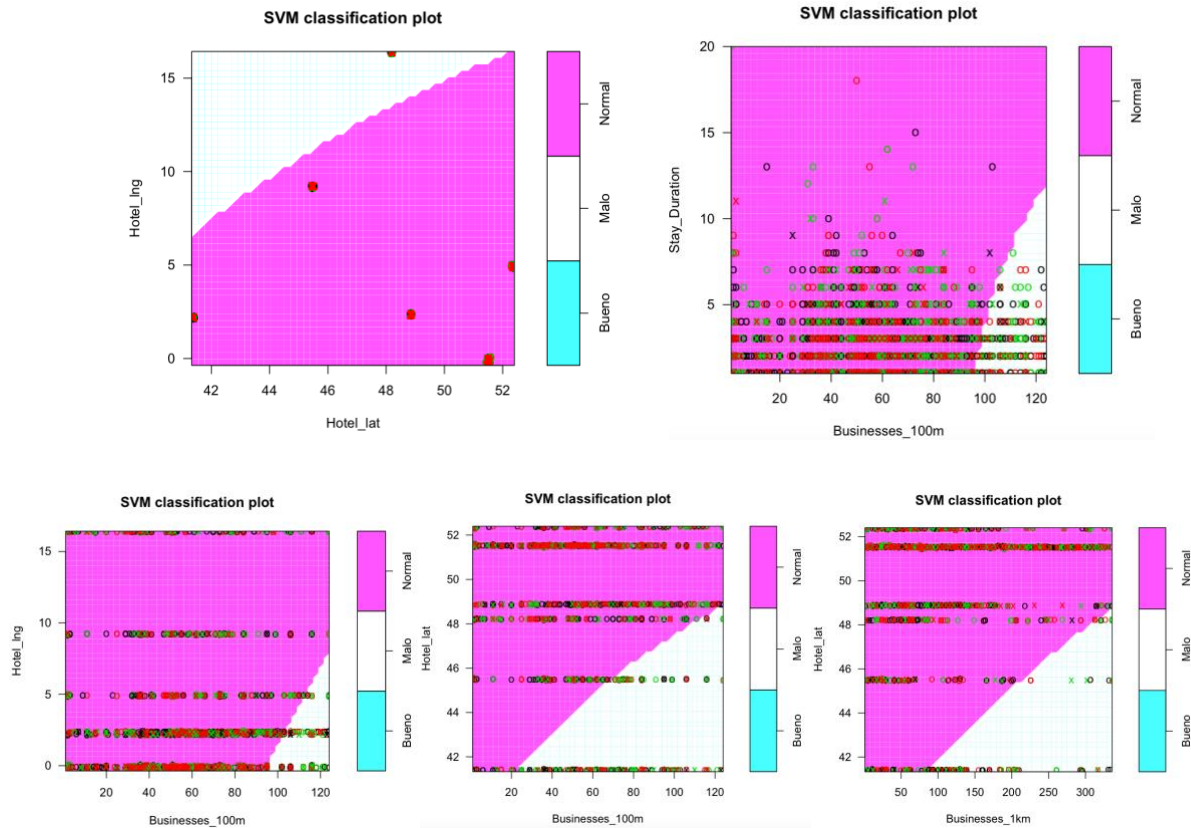 SVM classification plot
15
10
5
0
Hotel_lng
42 44 46 48 50 52
Hotel_lat
Normal
Malo
Bueno
SVM classification plot
20
15
10
5
Stay_Duration
20 40 60 80 100 120
Businesses_100m
Normal
Malo
Bueno
SVM classification plot
15
10
5
0
Hotel_lng
0 20 40 60 80 100 120
Businesses_100m
Normal
Malo
Bueno
SVM classification plot
52
50
48
46
44
42
Hotel_lat
20 40 60 80 100 120
Businesses_100m
Normal
Malo
Bueno
SVM classification plot
52
50
48
46
44
42
Hotel_lat
50 100 150 200 250 300
Businesses_1km
Normal
Malo
Bueno